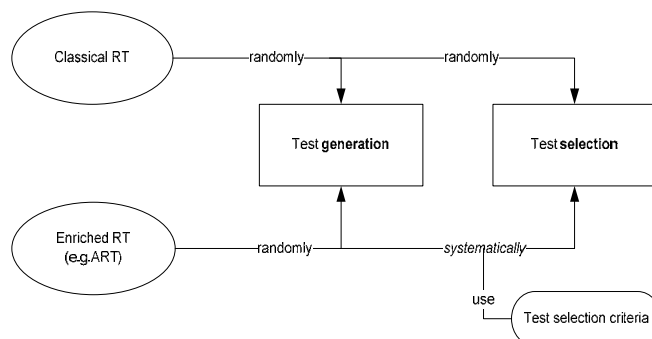 Classical RT
randomly
randomly
Test generation
Test selection
Enriched RT
(e.g.ART)
randomly
systematically
use
Test selection criteria